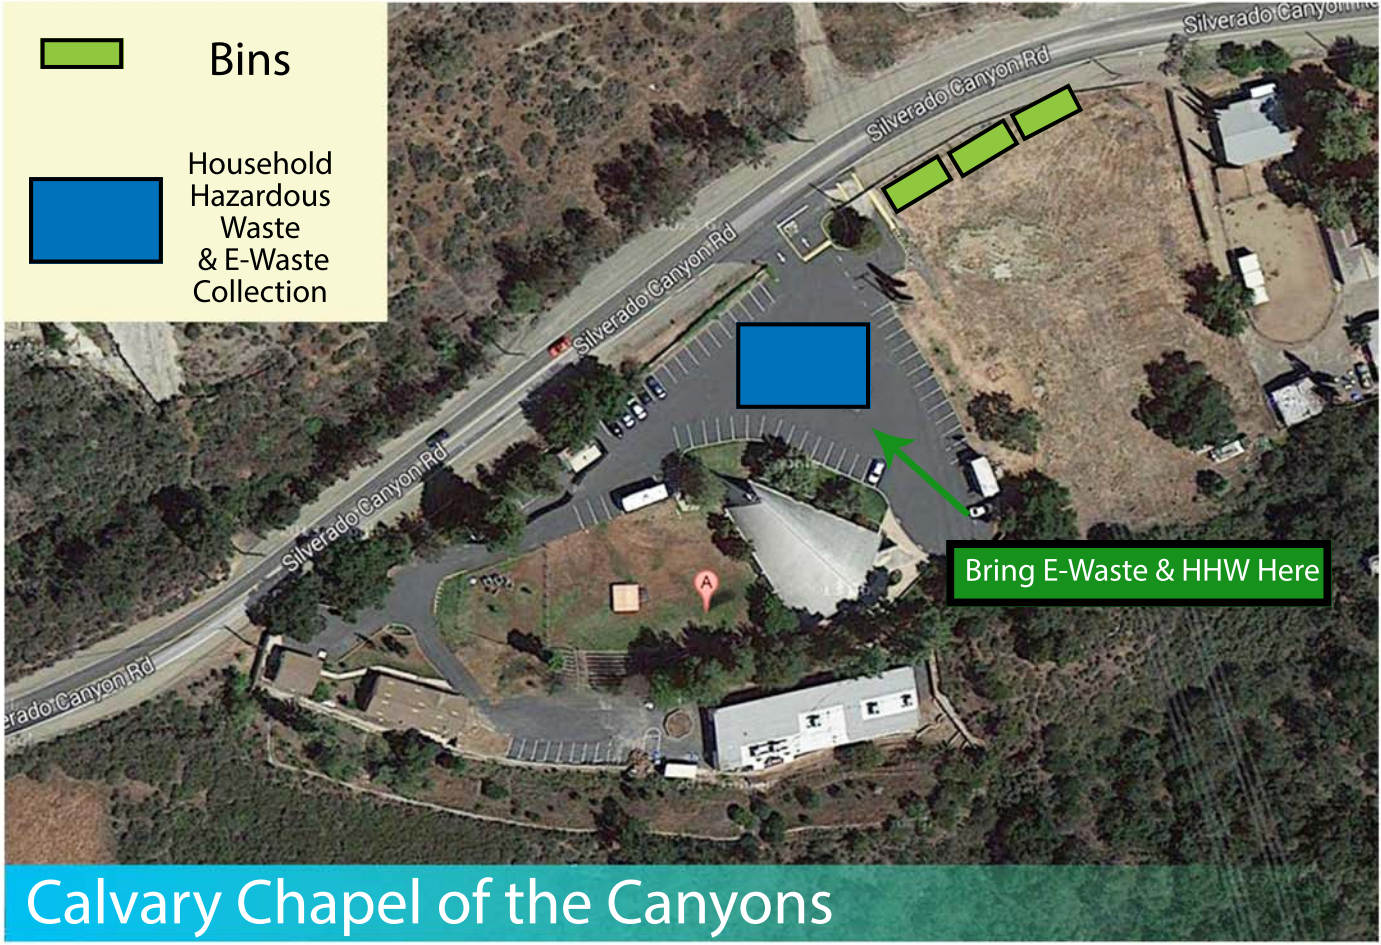 Bins
Household
Hazardous
Waste
& E-Waste
Collection
Silverado Canyon Rd
Silverado Canyon Rd
Silverado Canyon Rd
Silverado Canyon Rd
erado Canyon Rd
A
Bring E-Waste & HHW Here
Calvary Chapel of the Canyons